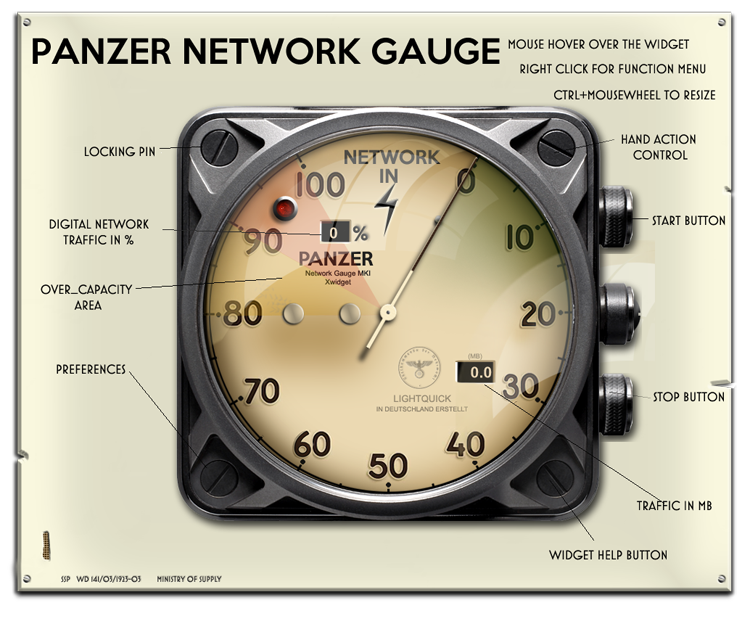 PANZER NETWORK GAUGE
MOUSE HOVER OVER THE WIDGET
RIGHT CLICK FOR FUNCTION MENU
CTRL+MOUSEWHEEL TO RESIZE
LOCKING PIN
HAND ACTION
CONTROL
NETWORK
IN
100
0
START BUTTON
DIGITAL NETWORK
TRAFFIC IN %
0 %
90
10
PANZER
Network Gauge MKI
Xwidget
OVER_CAPACITY
AREA
80
20
PREFERENCES
(MB)
0.0
70
30
LIGHTQUICK
IN DEUTSCHLAND ERSTELLT
STOP BUTTON
60
40
50
TRAFFIC IN MB
WIDGET HELP BUTTON
SSP WD 141/03/1923-03 MINISTRY OF SUPPLY